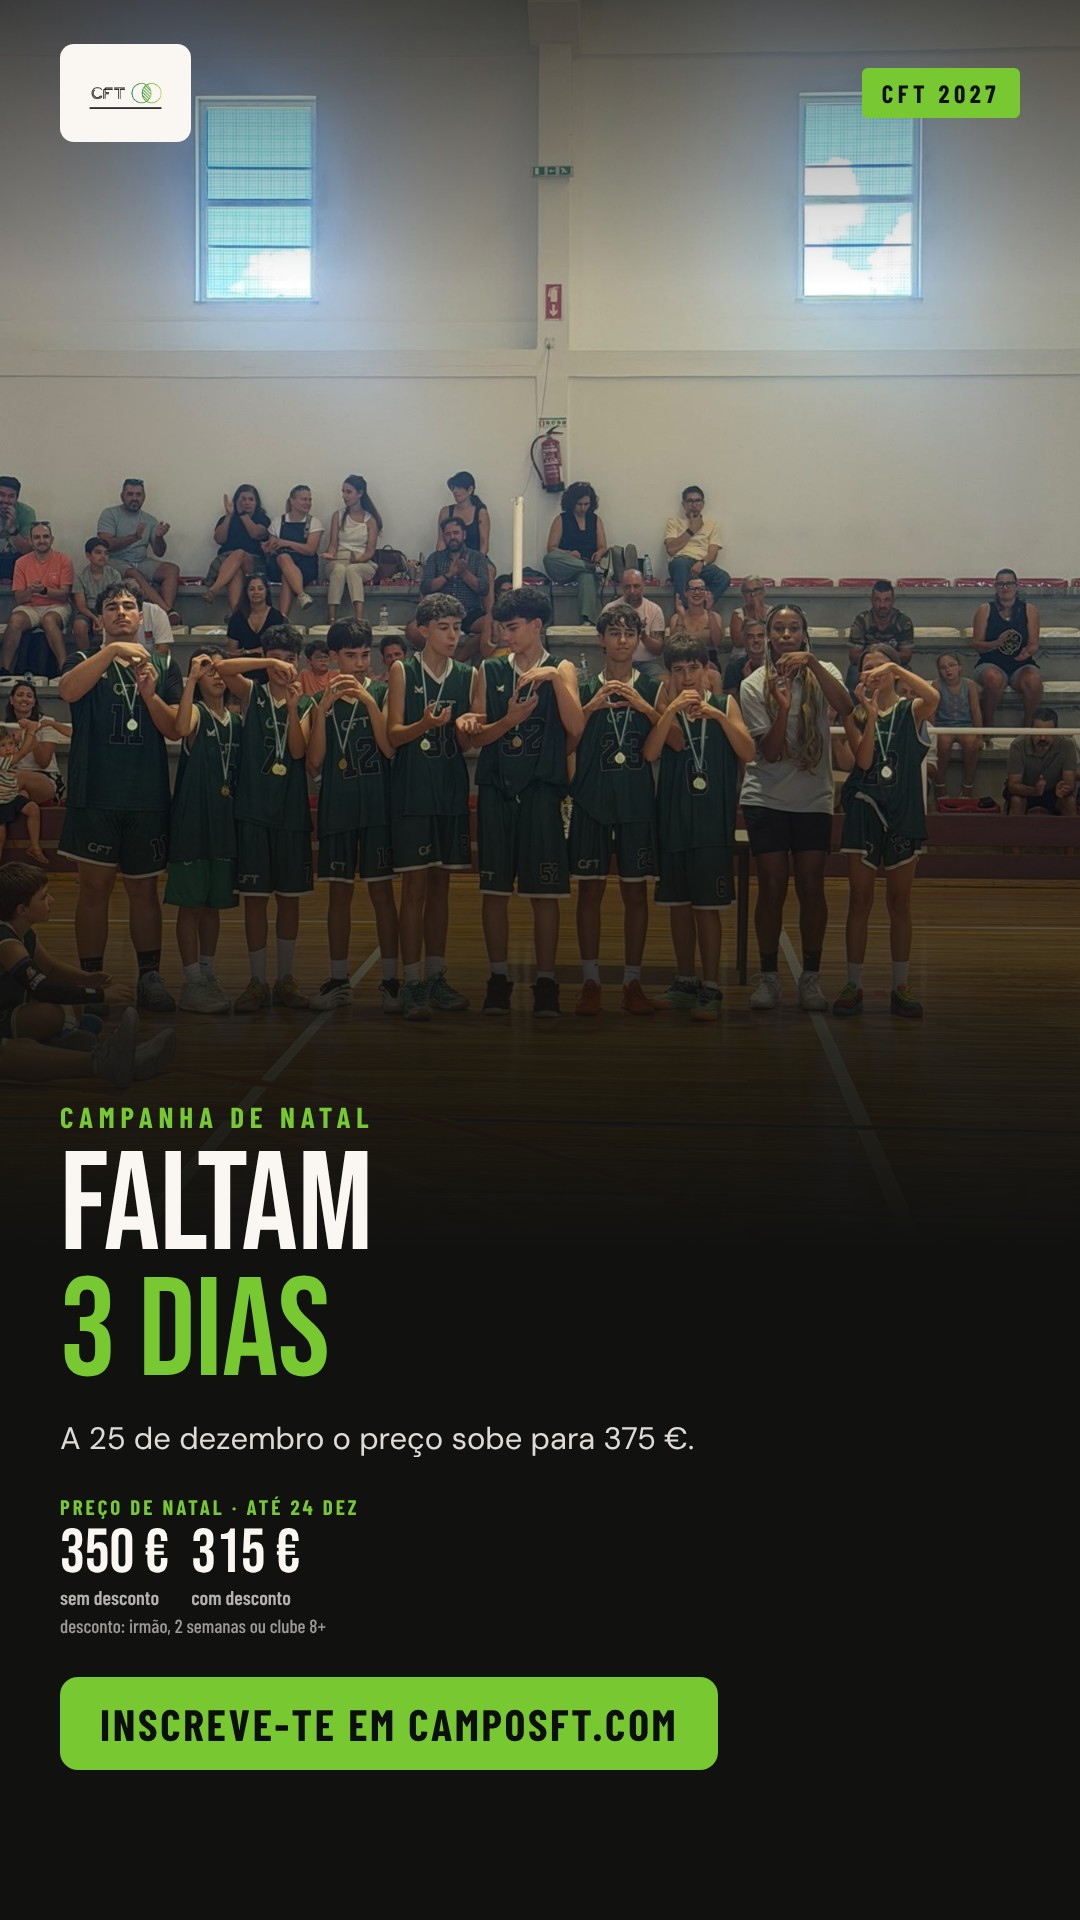 CFT
CFT 2027
CAMPANHA DE NATAL
FALTAM
3 DIAS
A 25 de dezembro o preço sobe para 375 €.
PREÇO DE NATAL · ATÉ 24 DEZ
350 € 315 €
sem desconto com desconto
desconto: irmão, 2 semanas ou clube 8+
INSCREVE-TE EM CAMPOSFT.COM